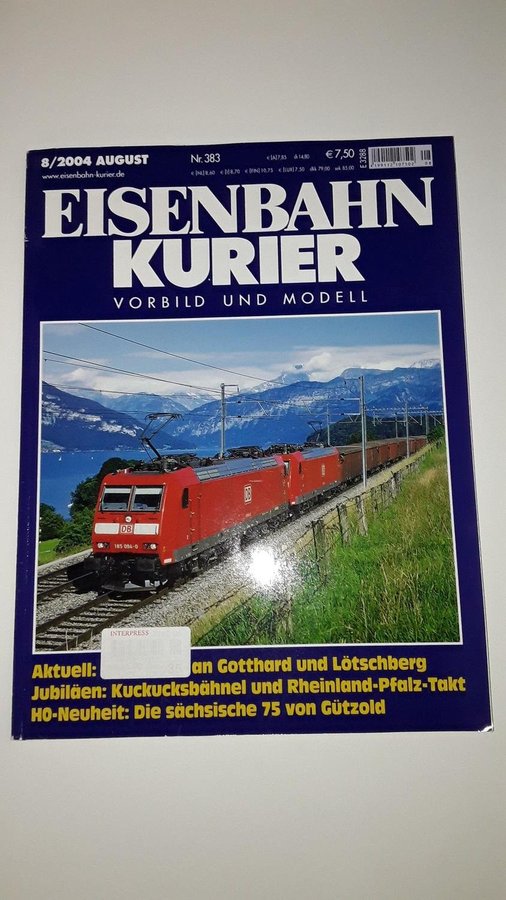 8/2004 AUGUST
Nr. 383
€ 7,50
www.eisenbahn-kurier.de
EISENBAHN
KURIER
VORBILD UND MODELL
DB
DB
185 094-0
INTERPRESS
Aktuell: an Gotthard und Lötschberg
Jubiläen: Kuckucksbähnel und Rheinland-Pfalz-Takt
H0-Neuheit: Die sächsische 75 von Gützold